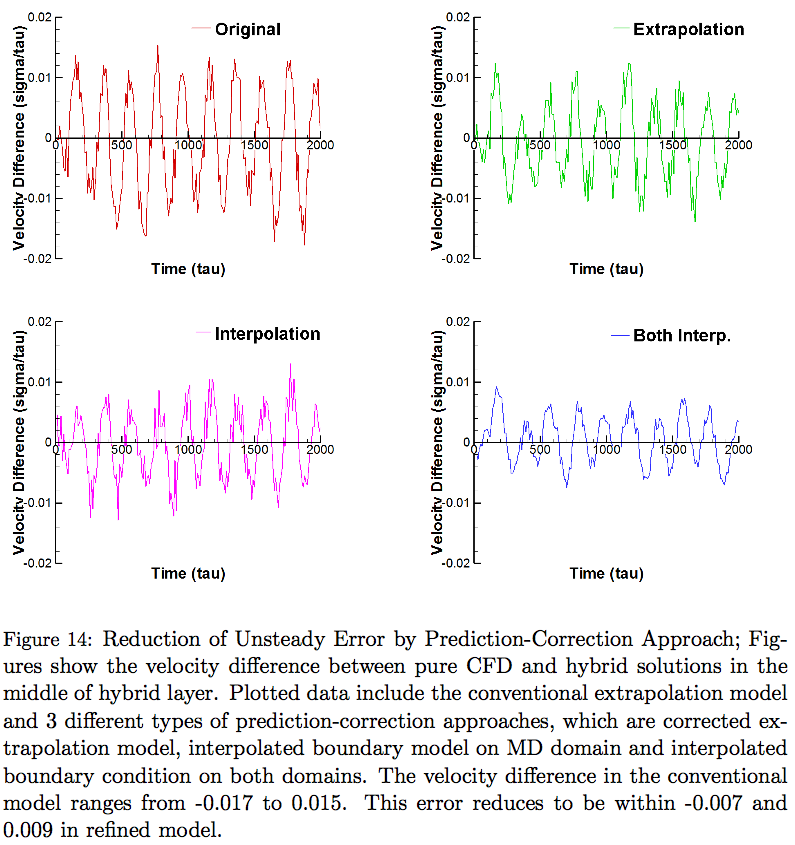 0.02
Original
0.01
0
500
1000
1500
2000
-0.01
-0.02
Velocity Difference (sigma/tau)
Time (tau)
0.02
Extrapolation
0.01
0
500
1000
1500
2000
-0.01
-0.02
Velocity Difference (sigma/tau)
Time (tau)
0.02
Interpolation
0.01
0
500
1000
1500
2000
-0.01
-0.02
Velocity Difference (sigma/tau)
Time (tau)
0.02
Both Interp.
0.01
0
500
1000
1500
2000
-0.01
-0.02
Velocity Difference (sigma/tau)
Time (tau)
Figure 14: Reduction of Unsteady Error by Prediction-Correction Approach; Fig-
ures show the velocity difference between pure CFD and hybrid solutions in the
middle of hybrid layer. Plotted data include the conventional extrapolation model
and 3 different types of prediction-correction approaches, which are corrected ex-
trapolation model, interpolated boundary model on MD domain and interpolated
boundary condition on both domains. The velocity difference in the conventional
model ranges from -0.017 to 0.015. This error reduces to be within -0.007 and
0.009 in refined model.